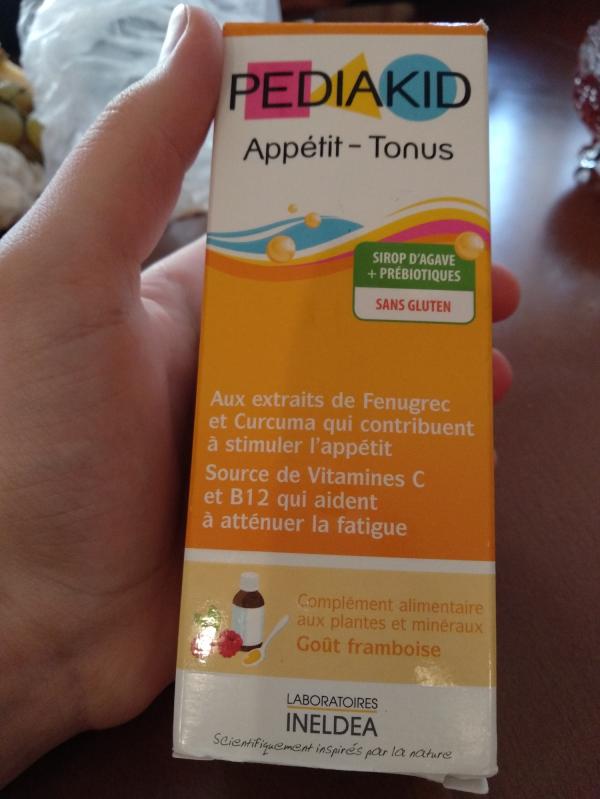 PEDIAKID
Appétit - Tonus
SIROP D'AGAVE
+ PRÉBIOTIQUES
SANS GLUTEN
Aux extraits de Fenugrec
et Curcuma qui contribuent
à stimuler l'appétit
Source de Vitamines C
et B12 qui aident
à atténuer la fatigue
Complément alimentaire
aux plantes et minéraux
Goût framboise
LABORATOIRES
INELDEA
Scientifiquement inspirés par la nature